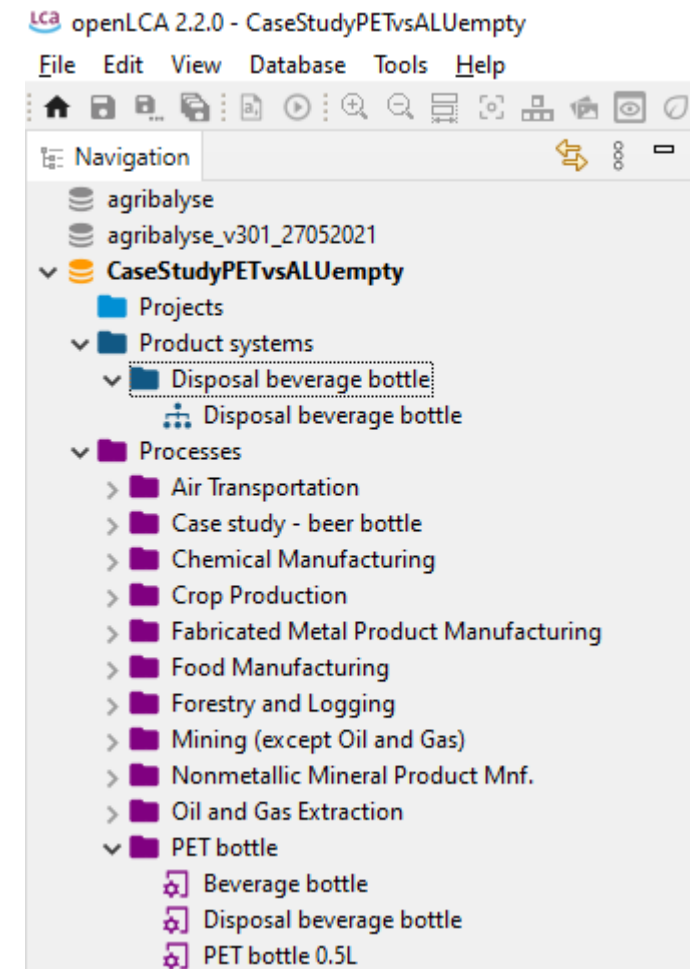 LCA openLCA 2.2.0 - CaseStudyPETvsALUempty
File Edit View Database Tools Help
Navigation
agribalyse
agribalyse_v301_27052021
CaseStudyPETvsALUempty
Projects
Product systems
Disposal beverage bottle
Disposal beverage bottle
Processes
Air Transportation
Case study - beer bottle
Chemical Manufacturing
Crop Production
Fabricated Metal Product Manufacturing
Food Manufacturing
Forestry and Logging
Mining (except Oil and Gas)
Nonmetallic Mineral Product Mnf.
Oil and Gas Extraction
PET bottle
Beverage bottle
Disposal beverage bottle
PET bottle 0.5L